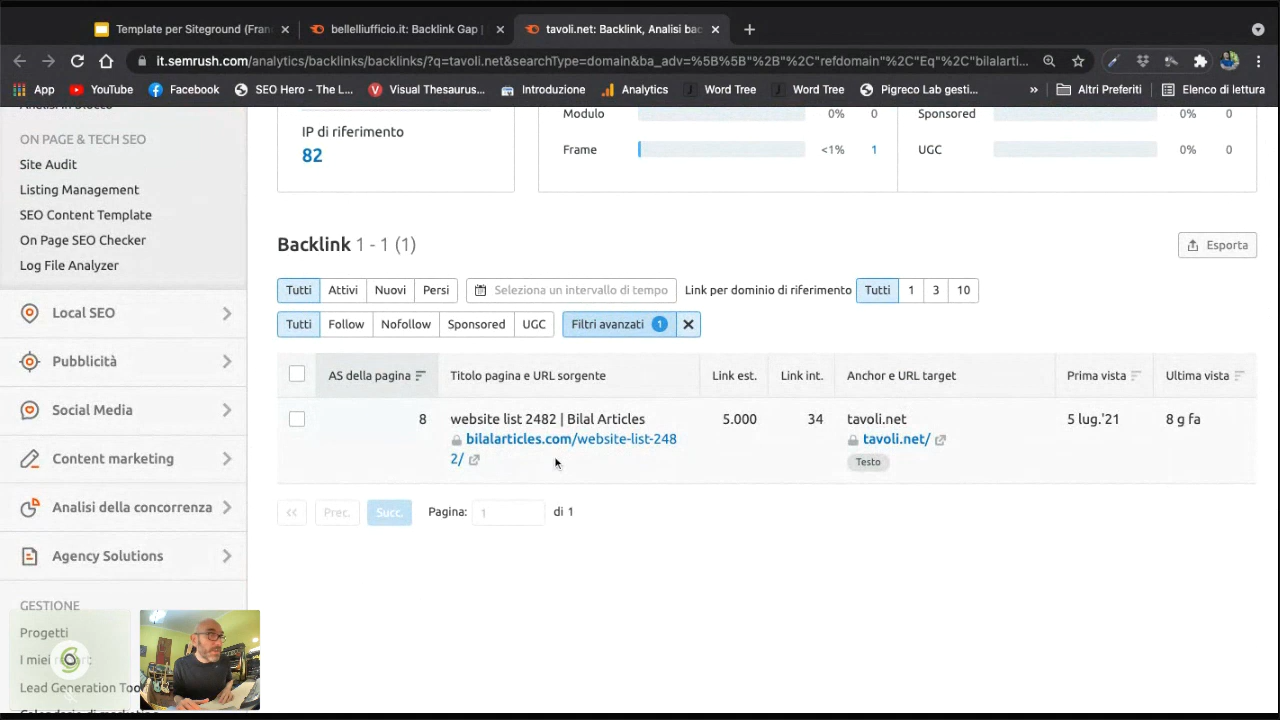 Template per Siteground (Fran
bellelliufficio.it: Backlink Gap |
tavoli.net: Backlink, Analisi bac
it.semrush.com/analytics/backlinks/backlinks/?q=tavoli.net&searchType=domain&ba_adv=%5B%5B"%2B"%2C"refdomain"%2C"Eq"%2C"bilalarti...
App
YouTube
Facebook
SEO Hero - The L...
Visual Thesaurus...
Introduzione
Analytics
Word Tree
Word Tree
Pigreco Lab gesti...
»
Altri Preferiti
Elenco di lettura
Analisi in blocco
ON PAGE & TECH SEO
Site Audit
Listing Management
SEO Content Template
On Page SEO Checker
Log File Analyzer
Local SEO
Pubblicità
Social Media
Content marketing
Analisi della concorrenza
Agency Solutions
GESTIONE
Progetti
I miei
Lead Generation Too
IP di riferimento
82
Modulo 0% 0
Frame <1% 1
Sponsored 0% 0
UGC 0% 0
Backlink 1 - 1 (1)
Esporta
Tutti Attivi Nuovi Persi
Seleziona un intervallo di tempo
Link per dominio di riferimento Tutti 1 3 10
Tutti Follow Nofollow Sponsored UGC
Filtri avanzati 1
AS della pagina Titolo pagina e URL sorgente Link est. Link int. Anchor e URL target Prima vista Ultima vista
8 website list 2482 | Bilal Articles 5.000 34 tavoli.net 5 lug.'21 8 g fa
bilalarticles.com/website-list-248 tavoli.net/
2/ Testo
<< Prec. Succ. Pagina: 1 di 1